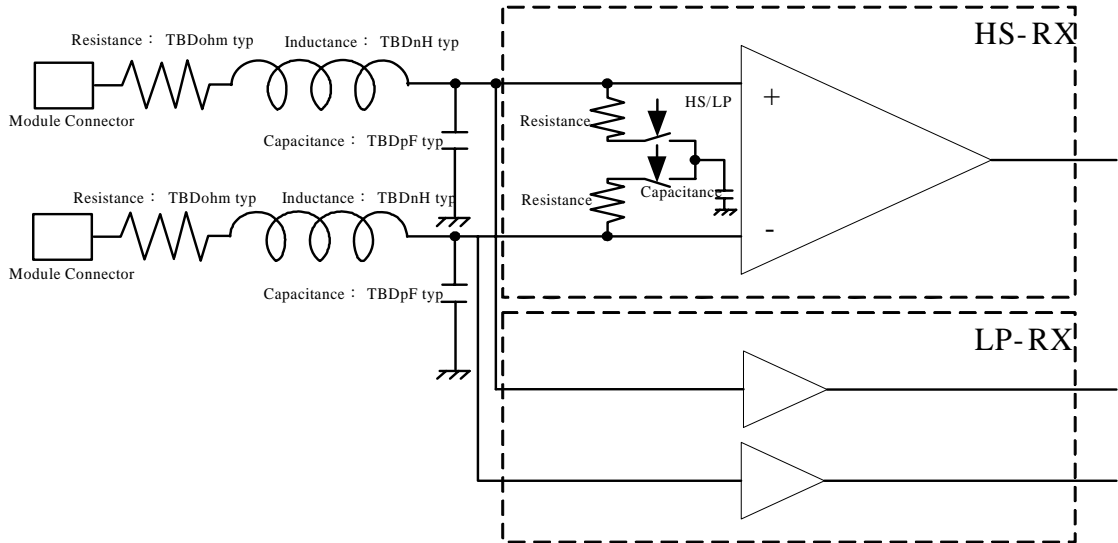 HS-RX
Resistance： TBDohm typ
Inductance： TBDnH typ
Module Connector
Capacitance： TBDpF typ
Resistance
HS/LP
+
Resistance： TBDohm typ
Inductance： TBDnH typ
Resistance
Capacitance
-
Module Connector
Capacitance： TBDpF typ
LP-RX